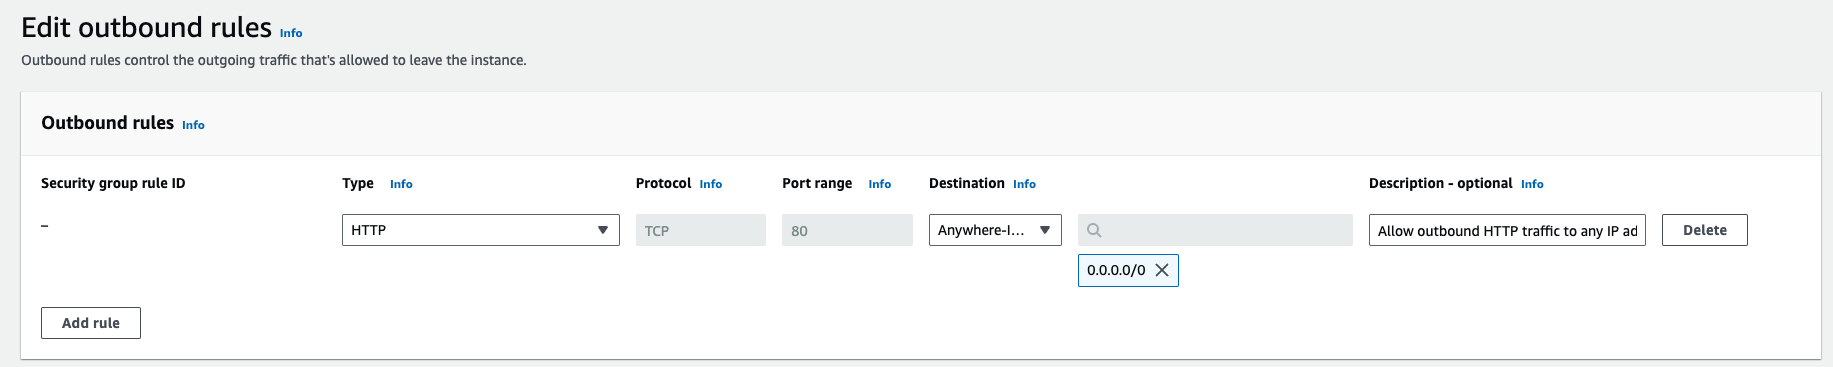 Edit outbound rules Info
Outbound rules control the outgoing traffic that's allowed to leave the instance.
Outbound rules Info
Security group rule ID Type Info Protocol Info Port range Info Destination Info Description - optional Info
– HTTP TCP 80 Anywhere-I... Allow outbound HTTP traffic to any IP ad Delete
0.0.0.0/0
Add rule